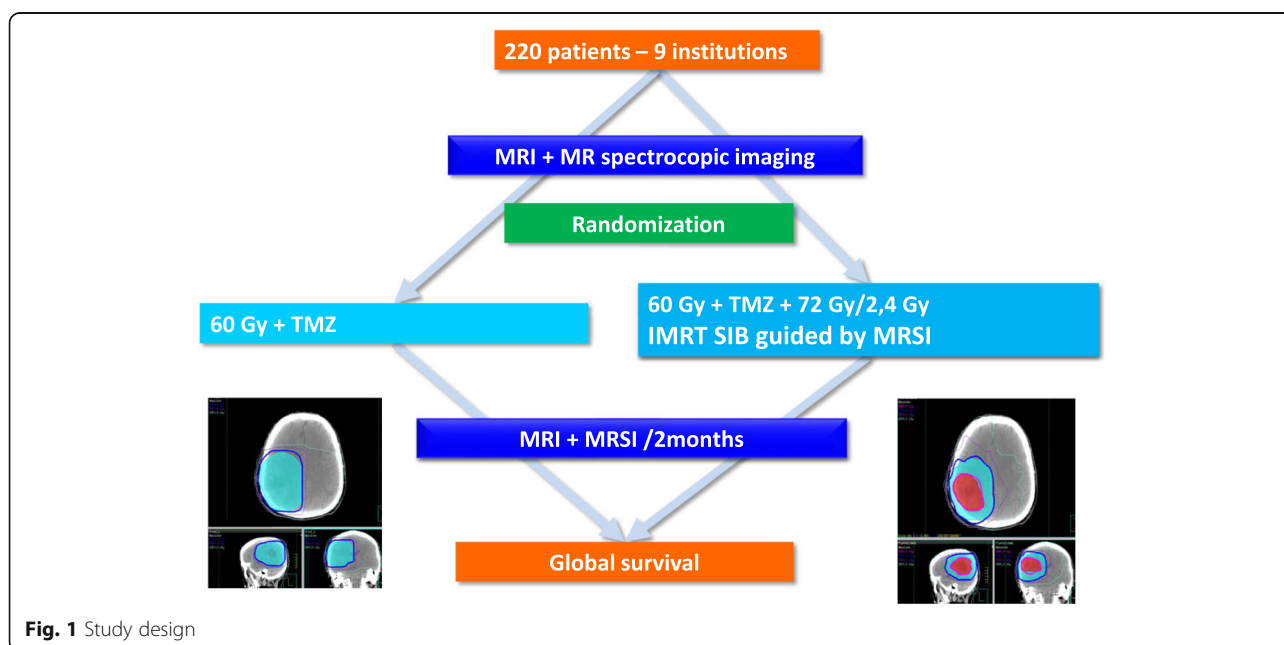 220 patients – 9 institutions
MRI + MR spectrocopic imaging
Randomization
60 Gy + TMZ
60 Gy + TMZ + 72 Gy/2,4 Gy
IMRT SIB guided by MRSI
MRI + MRSI /2months
Global survival
Fig. 1 Study design